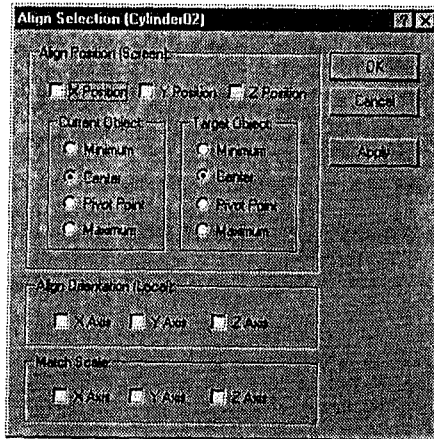 Align Selection (Cylinder02)
Align Position (Screen):
X Position Y Position Z Position
Current Object: Target Object:
Minimum Minimum
Center Center
Pivot Point Pivot Point
Maximum Maximum
OK
Cancel
Apply
Align Orientation (Local):
X Axis Y Axis Z Axis
Match Scale:
X Axis Y Axis Z Axis